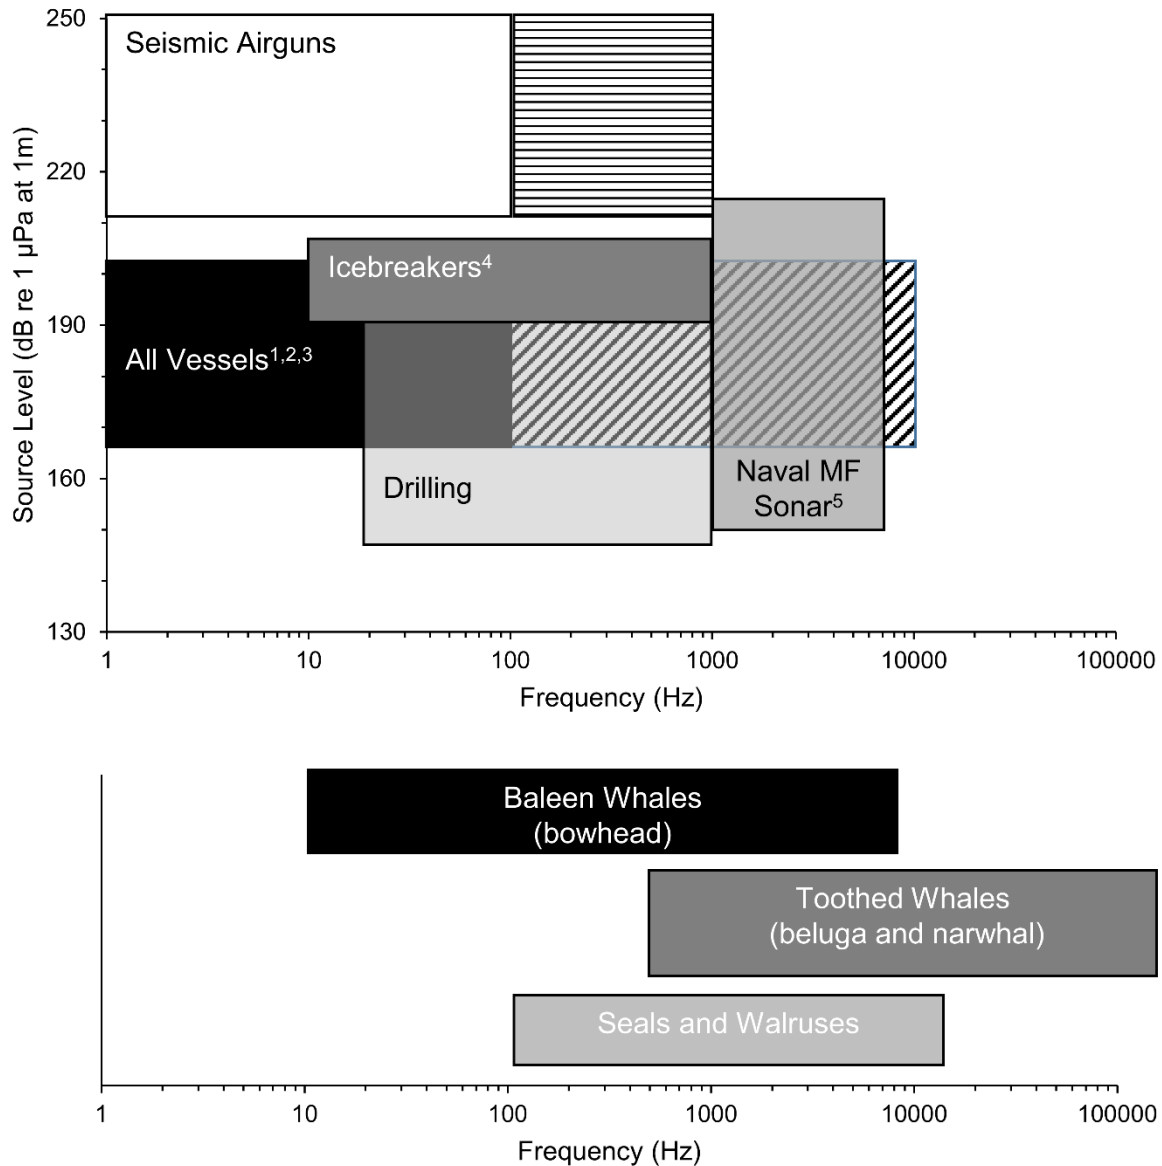 250
Seismic Airguns
220
Icebreakers⁴
190
All Vessels¹,²,³
160
Drilling
Naval MF
Sonar⁵
130
Source Level (dB re 1 µPa at 1m)
1 10 100 1000 10000 100000
Frequency (Hz)
Baleen Whales
(bowhead)
Toothed Whales
(beluga and narwhal)
Seals and Walruses
1 10 100 1000 10000 100000
Frequency (Hz)